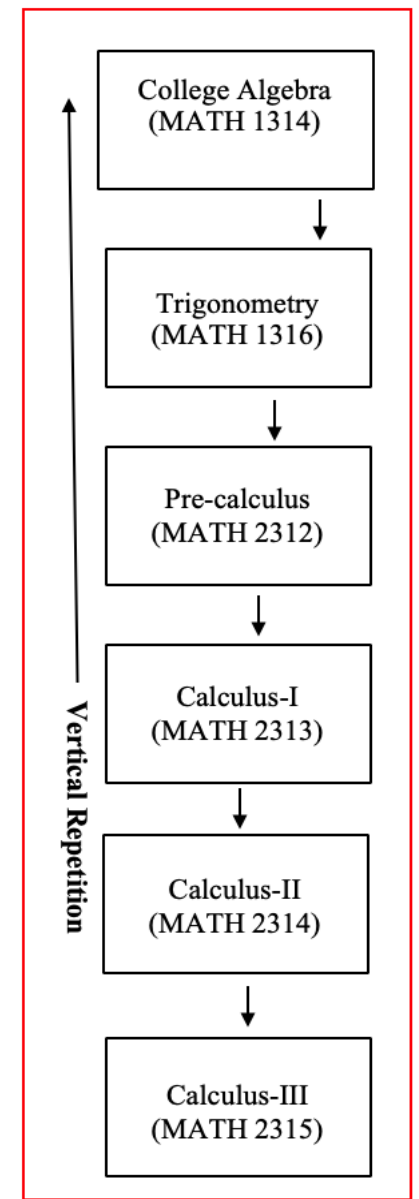 College Algebra
(MATH 1314)
Trigonometry
(MATH 1316)
Pre-calculus
(MATH 2312)
Calculus-I
(MATH 2313)
Calculus-II
(MATH 2314)
Calculus-III
(MATH 2315)
Vertical Repetition